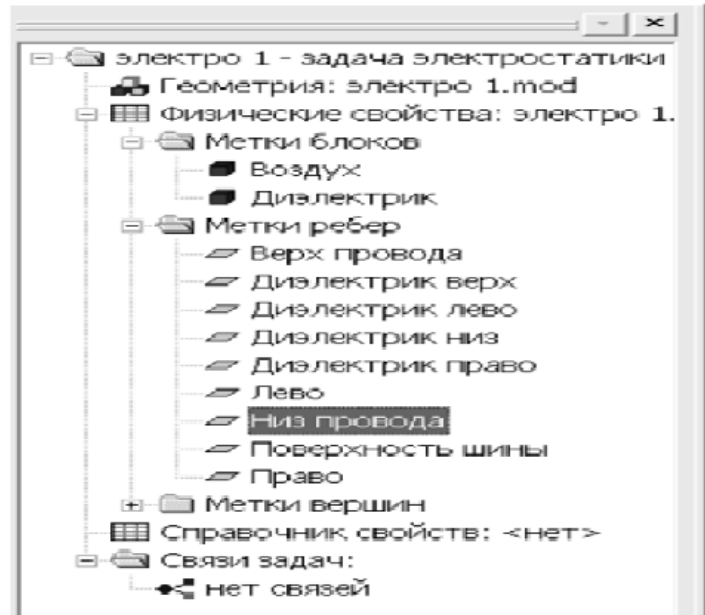 электро 1 - задача электростатики
Геометрия: электро 1.mod
Физические свойства: электро 1.
Метки блоков
Воздух
Диэлектрик
Метки ребер
Верх провода
Диэлектрик верх
Диэлектрик лево
Диэлектрик низ
Диэлектрик право
Лево
Низ провода
Поверхность шины
Право
Метки вершин
Справочник свойств: <нет>
Связи задач:
нет связей